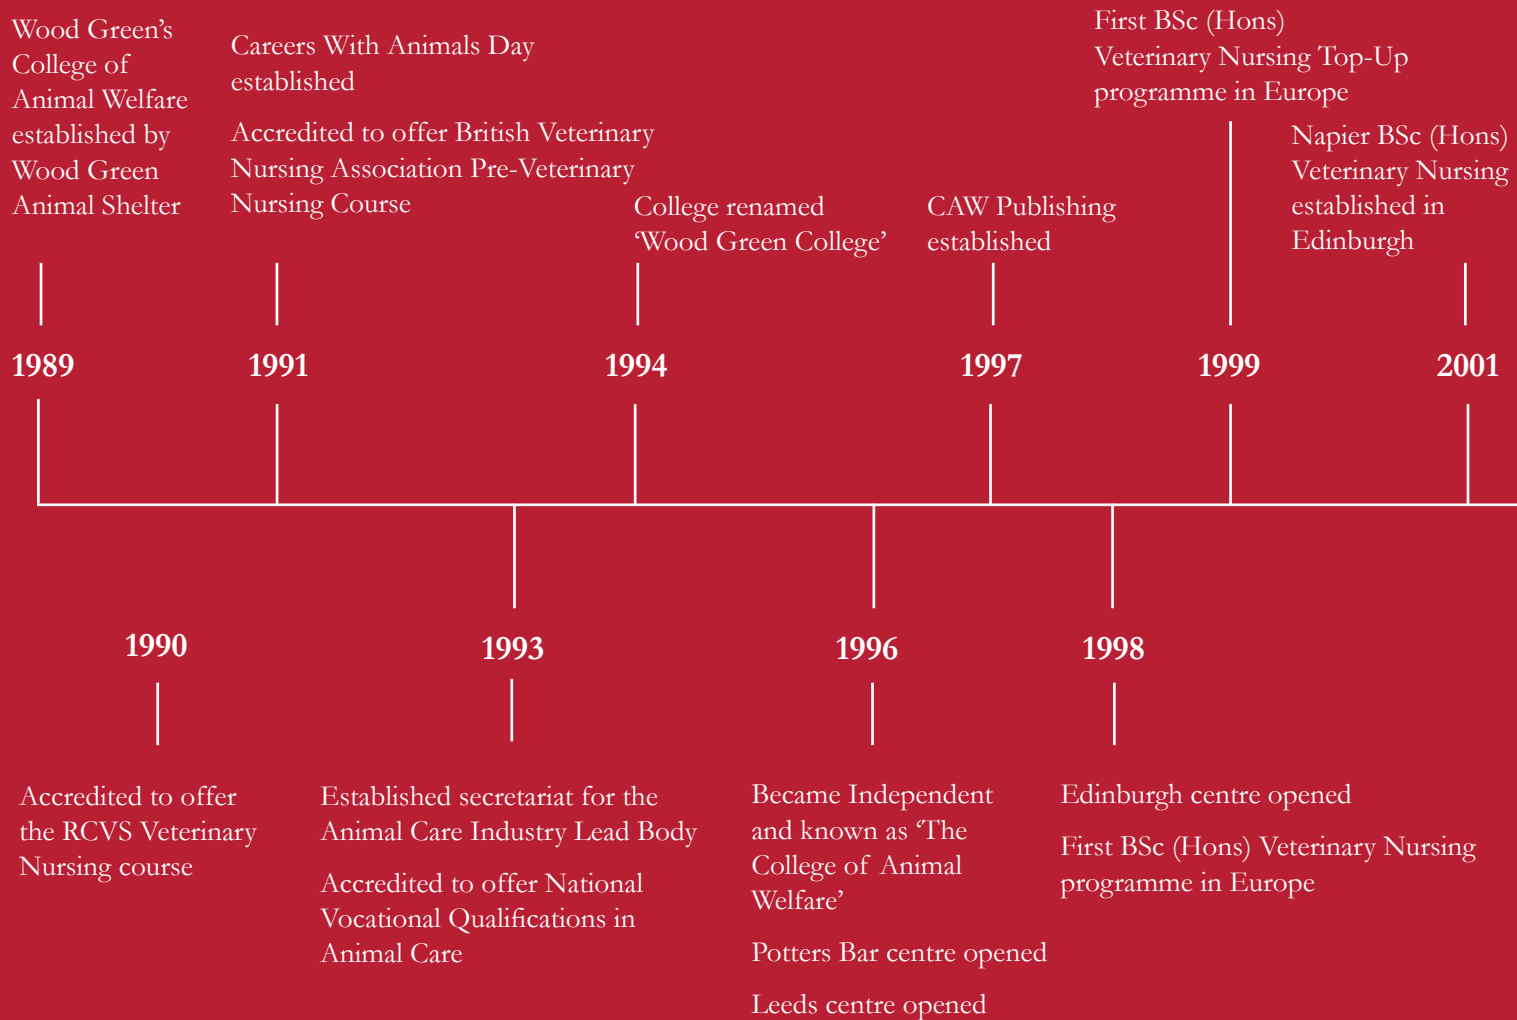 Wood Green’s
College of
Animal Welfare
established by
Wood Green
Animal Shelter
Careers With Animals Day
established
Accredited to offer British Veterinary
Nursing Association Pre-Veterinary
Nursing Course
College renamed
‘Wood Green College’
CAW Publishing
established
First BSc (Hons)
Veterinary Nursing Top-Up
programme in Europe
Napier BSc (Hons)
Veterinary Nursing
established in
Edinburgh
1989
1991
1994
1997
1999
2001
1990
1993
1996
1998
Accredited to offer
the RCVS Veterinary
Nursing course
Established secretariat for the
Animal Care Industry Lead Body
Accredited to offer National
Vocational Qualifications in
Animal Care
Became Independent
and known as ‘The
College of Animal
Welfare’
Potters Bar centre opened
Leeds centre opened
Edinburgh centre opened
First BSc (Hons) Veterinary Nursing
programme in Europe